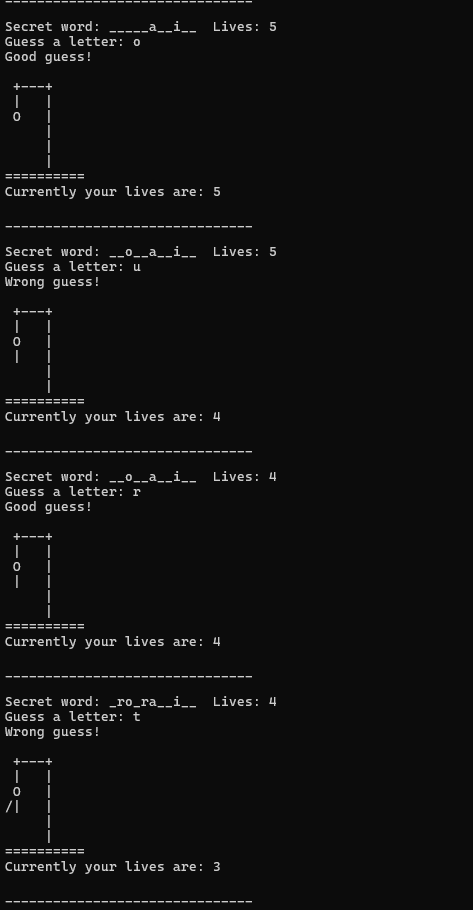 -------------------------------
Secret word: _____a__i__  Lives: 5
Guess a letter: o
Good guess!
 +---+
 |   |
 O   |
     |
     |
     |
==========
Currently your lives are: 5
-------------------------------
Secret word: __o__a__i__  Lives: 5
Guess a letter: u
Wrong guess!
 +---+
 |   |
 O   |
 |   |
     |
     |
==========
Currently your lives are: 4
-------------------------------
Secret word: __o__a__i__  Lives: 4
Guess a letter: r
Good guess!
 +---+
 |   |
 O   |
 |   |
     |
     |
==========
Currently your lives are: 4
-------------------------------
Secret word: _ro_ra__i__  Lives: 4
Guess a letter: t
Wrong guess!
 +---+
 |   |
 O   |
/|   |
     |
     |
==========
Currently your lives are: 3
-------------------------------